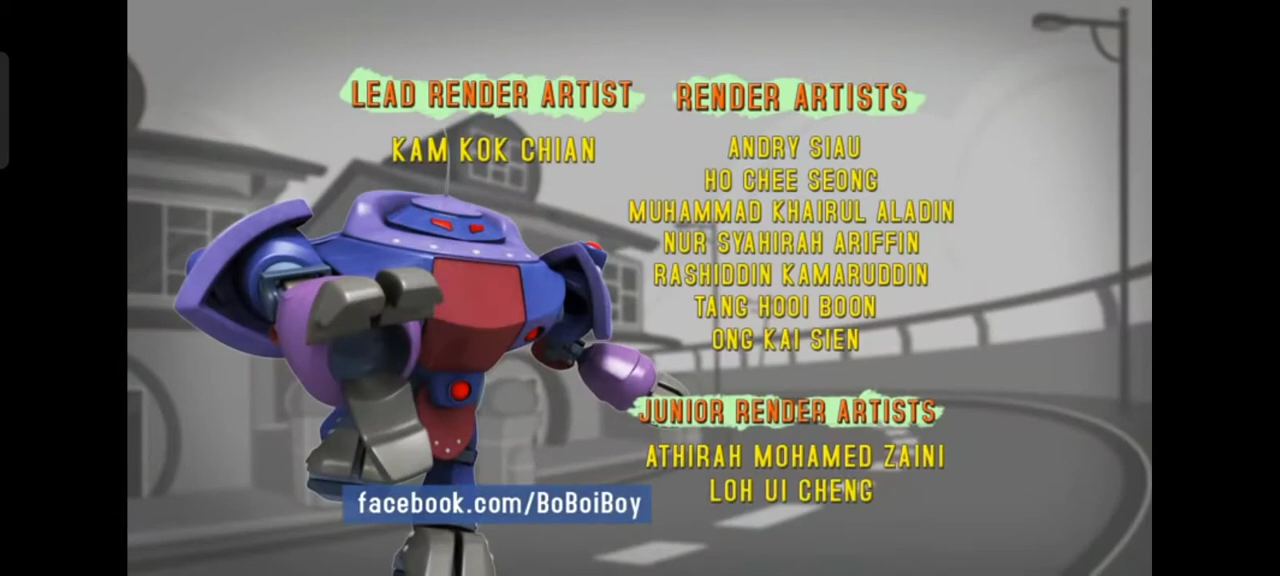 LEAD RENDER ARTIST
KAM KOK CHIAN
RENDER ARTISTS
ANDRY SIAU
HO CHEE SEONG
MUHAMMAD KHAIRUL ALADIN
NUR SYAHIRAH ARIFFIN
RASHIDDIN KAMARUDDIN
TANG HOOI BOON
ONG KAI SIEN
JUNIOR RENDER ARTISTS
ATHIRAH MOHAMED ZAINI
LOH UI CHENG
facebook.com/BoBoiBoy